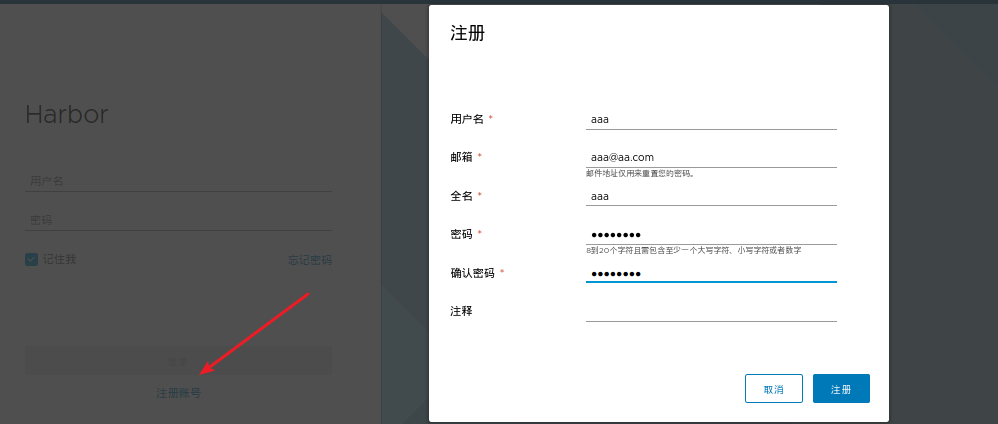 Harbor
用户名
密码
记住我
忘记密码
注册账号
注册
用户名 *
aaa
邮箱 *
aaa@aa.com
邮件地址仅用来重置您的密码。
全名 *
aaa
密码 *
●●●●●●●●
8到20个字符且需包含至少一个大写字符、小写字符或者数字
确认密码 *
●●●●●●●●
注释
取消
注册